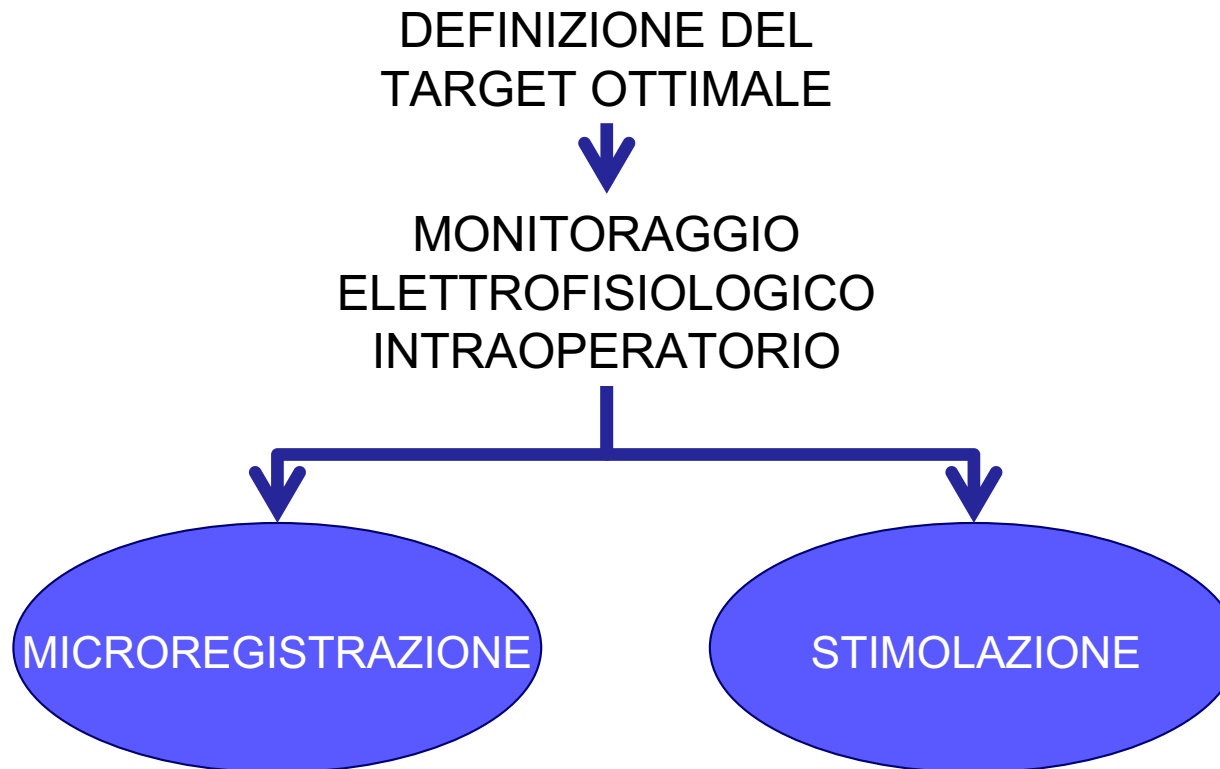 DEFINIZIONE DEL
TARGET OTTIMALE
MONITORAGGIO
ELETTROFISIOLOGICO
INTRAOPERATORIO
MICROREGISTRAZIONE
STIMOLAZIONE